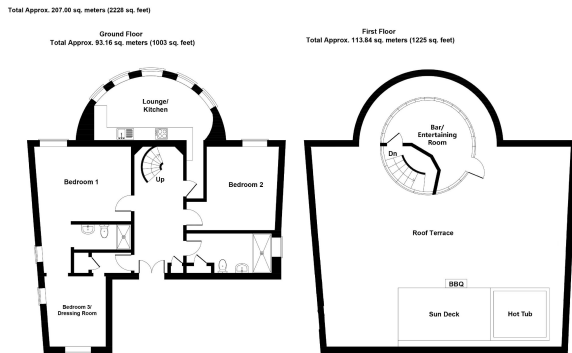 Total Approx. 207.00 sq. meters (2228 sq. feet)
Ground Floor
Total Approx. 93.16 sq. meters (1003 sq. feet)
Lounge/
Kitchen
Bedroom 1
Up
Bedroom 2
Bedroom 3/
Dressing Room
First Floor
Total Approx. 113.84 sq. meters (1225 sq. feet)
Bar/
Entertaining
Room
Dn
Roof Terrace
BBQ
Sun Deck
Hot Tub